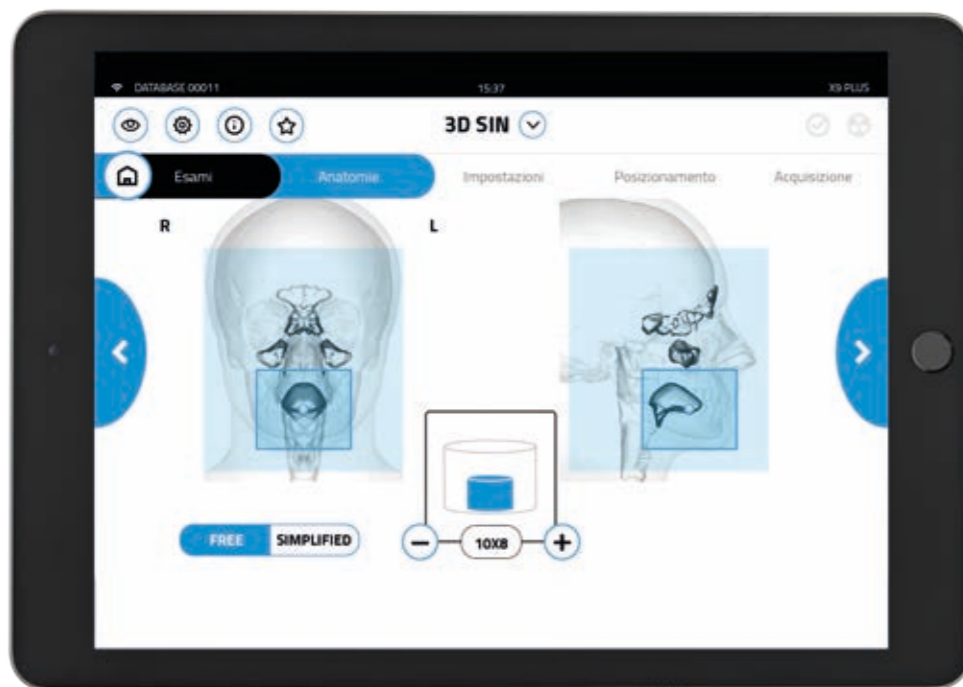 DATABASE 00011 15:37 X9 PLUS
3D SIN
Esami Anatomie Impostazioni Posizionamento Acquisizione
R L
FREE SIMPLIFIED
10X8